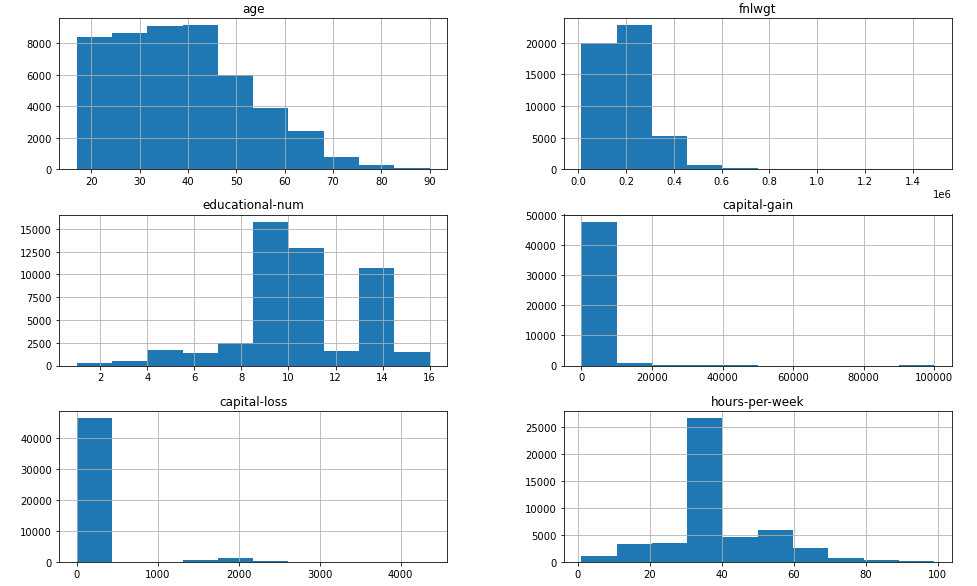 age
8000
6000
4000
2000
0
20 30 40 50 60 70 80 90
fnlwgt
20000
15000
10000
5000
0
0.0 0.2 0.4 0.6 0.8 1.0 1.2 1.4
1e6
educational-num
15000
12500
10000
7500
5000
2500
0
2 4 6 8 10 12 14 16
capital-gain
50000
40000
30000
20000
10000
0
0 20000 40000 60000 80000 100000
capital-loss
40000
30000
20000
10000
0
0 1000 2000 3000 4000
hours-per-week
25000
20000
15000
10000
5000
0
0 20 40 60 80 100